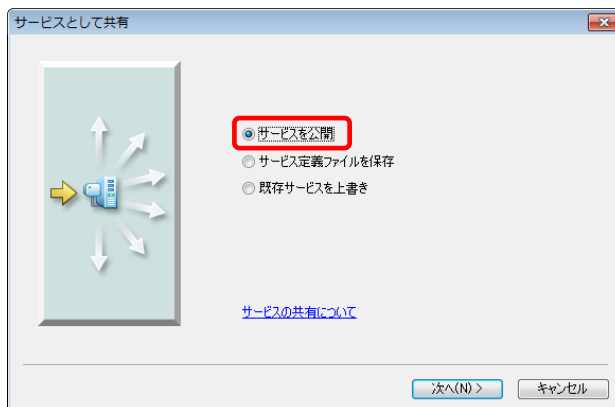 サービスとして共有
サービスを公開
サービス定義ファイルを保存
既存サービスを上書き
サービスの共有について
次へ(N) >
キャンセル